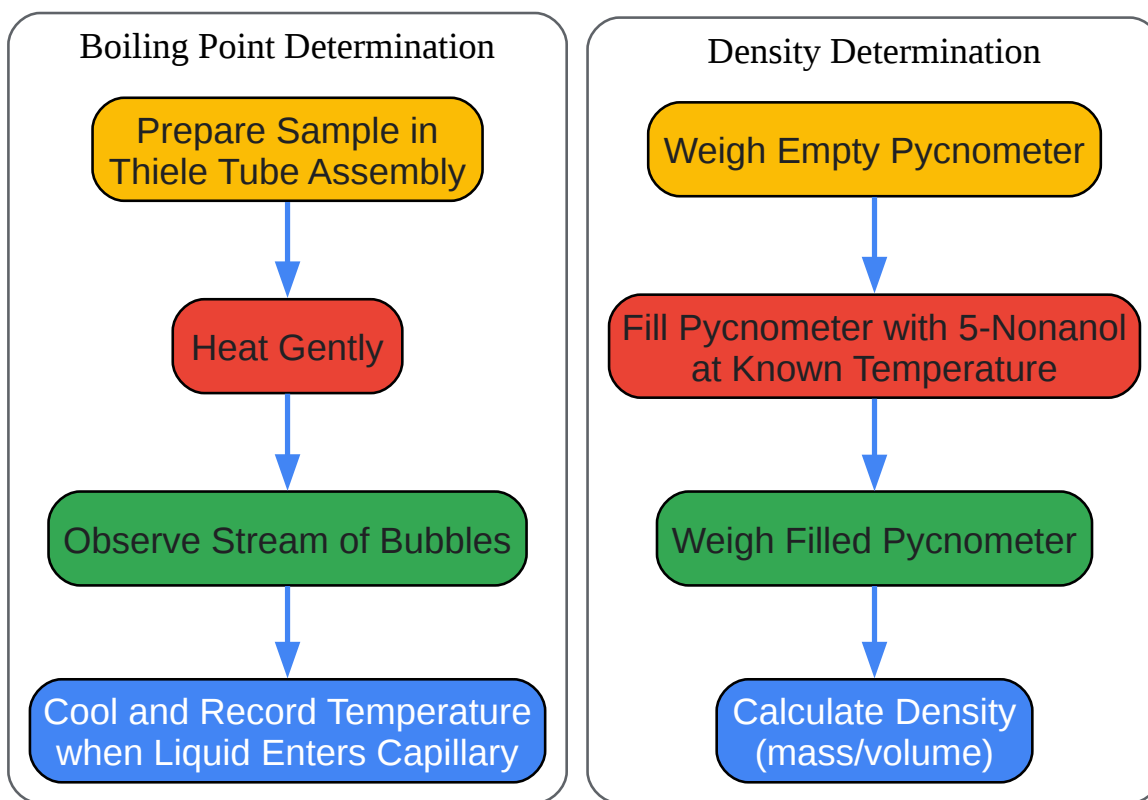 Boiling Point Determination
Prepare Sample in
Thiele Tube Assembly
Heat Gently
Observe Stream of Bubbles
Cool and Record Temperature
when Liquid Enters Capillary
Density Determination
Weigh Empty Pycnometer
Fill Pycnometer with 5-Nonanol
at Known Temperature
Weigh Filled Pycnometer
Calculate Density
(mass/volume)